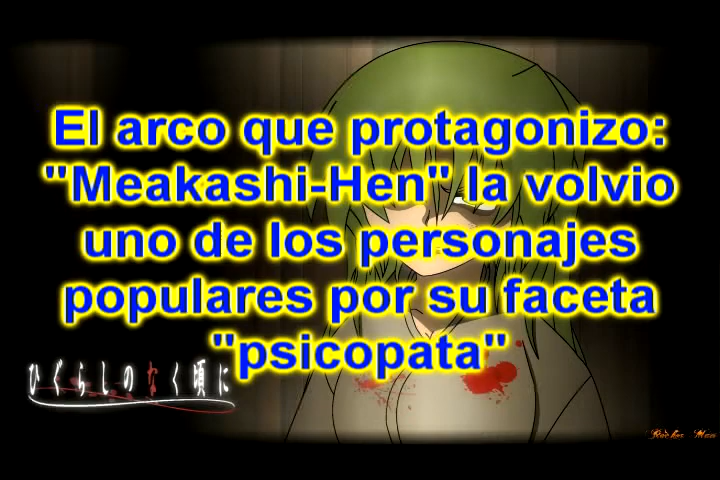 El arco que protagonizo:
"Meakashi-Hen" la volvio
uno de los personajes
populares por su faceta
"psicopata"
ひぐらしのなく頃に